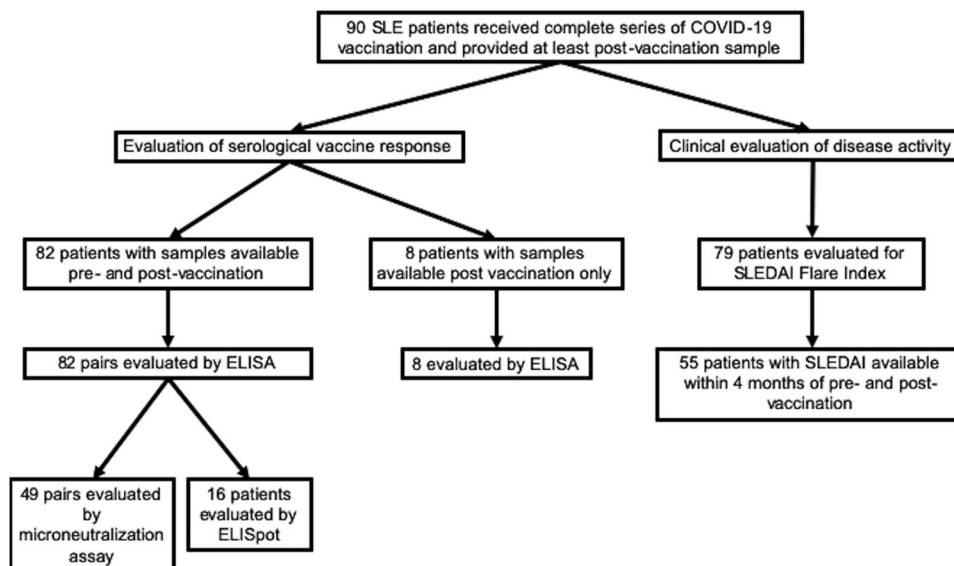 90 SLE patients received complete series of COVID-19
vaccination and provided at least post-vaccination sample
Evaluation of serological vaccine response
Clinical evaluation of disease activity
82 patients with samples available
pre- and post-vaccination
8 patients with samples
available post vaccination only
79 patients evaluated for
SLEDAI Flare Index
82 pairs evaluated by ELISA
8 evaluated by ELISA
55 patients with SLEDAI available
within 4 months of pre- and post-
vaccination
49 pairs evaluated
by
microneutralization
assay
16 patients
evaluated by
ELISpot